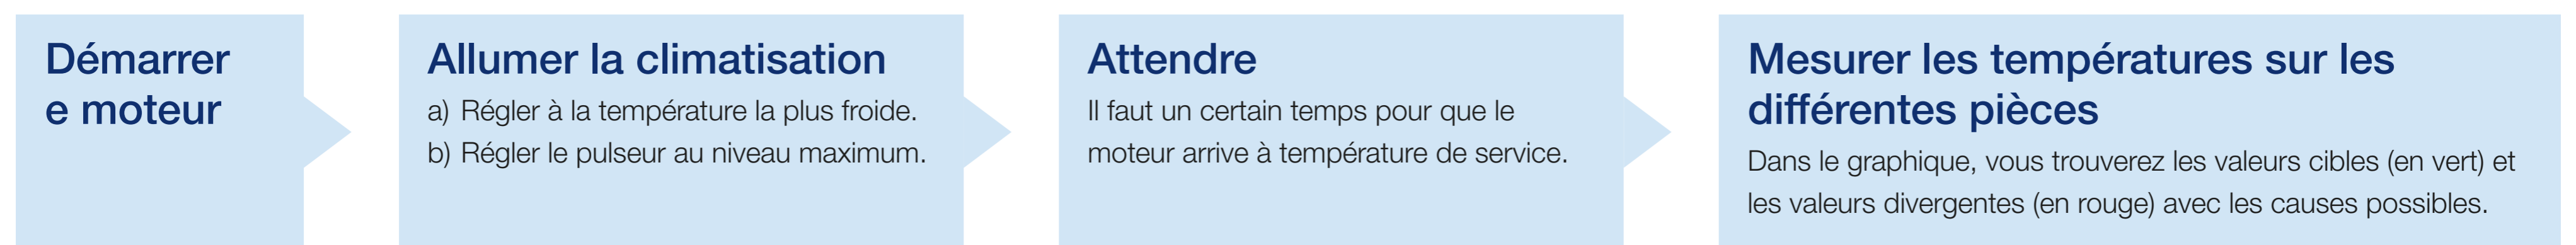 Démarrer
e moteur
Allumer la climatisation
a) Régler à la température la plus froide.
b) Régler le pulseur au niveau maximum.
Attendre
Il faut un certain temps pour que le
moteur arrive à température de service.
Mesurer les températures sur les
différentes pièces
Dans le graphique, vous trouverez les valeurs cibles (en vert) et
les valeurs divergentes (en rouge) avec les causes possibles.